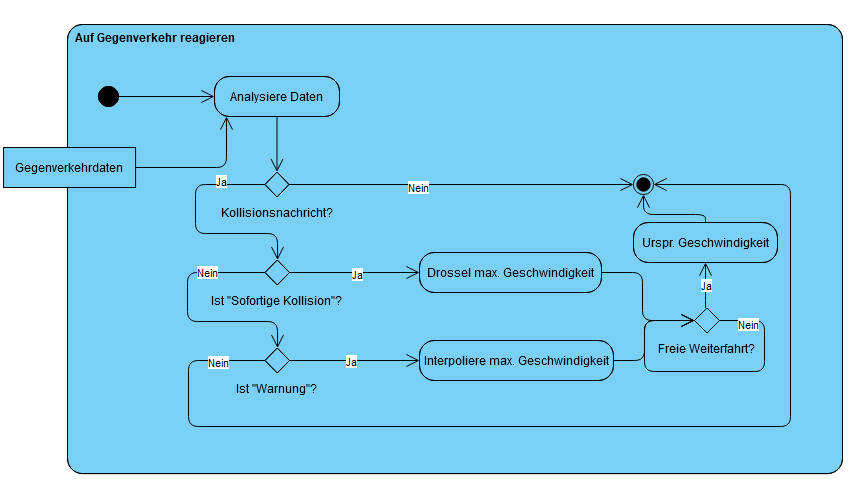 Auf Gegenverkehr reagieren
Analysiere Daten
Gegenverkehrdaten
Ja
Nein
Kollisionsnachricht?
Urspr. Geschwindigkeit
Nein
Ja
Drossel max. Geschwindigkeit
Ist "Sofortige Kollision"?
Ja
Nein
Freie Weiterfahrt?
Nein
Ja
Interpoliere max. Geschwindigkeit
Ist "Warnung"?